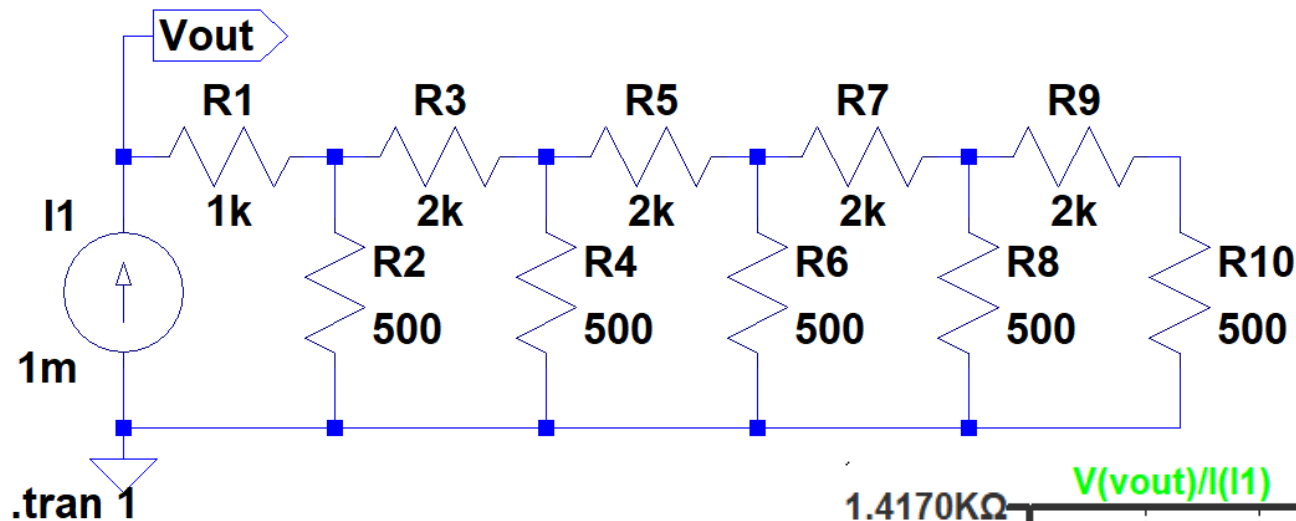 Vout
R1 R3 R5 R7 R9
1k 2k 2k 2k 2k
I1
R2 R4 R6 R8 R10
500 500 500 500 500
1m
.tran 1
V(vout)/I(I1)
1.4170KΩ